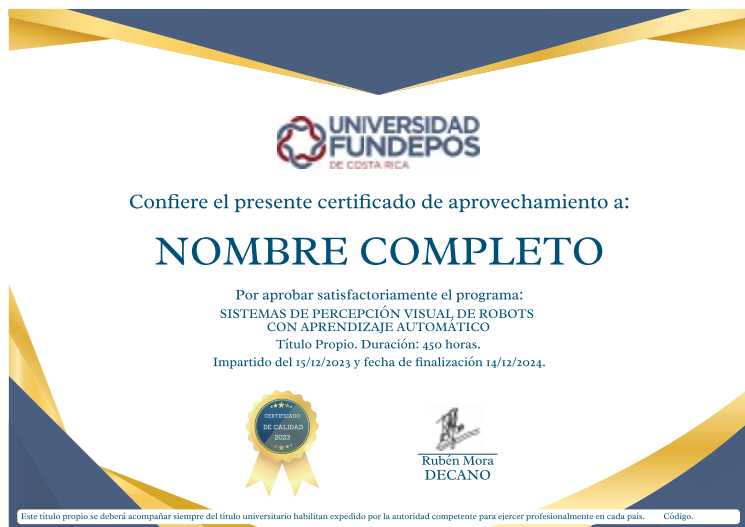 UNIVERSIDAD
FUNDEPOS
DE COSTA RICA
Confiere el presente certificado de aprovechamiento a:
NOMBRE COMPLETO
Por aprobar satisfactoriamente el programa:
SISTEMAS DE PERCEPCIÓN VISUAL DE ROBOTS
CON APRENDIZAJE AUTOMÁTICO
Título Propio. Duración: 450 horas.
Impartido del 15/12/2023 y fecha de finalización 14/12/2024.
CERTIFICADO
DE CALIDAD
2023
Rubén Mora
DECANO
Este título propio se deberá acompañar siempre del título universitario habilitan expedido por la autoridad competente para ejercer profesionalmente en cada país. Código.